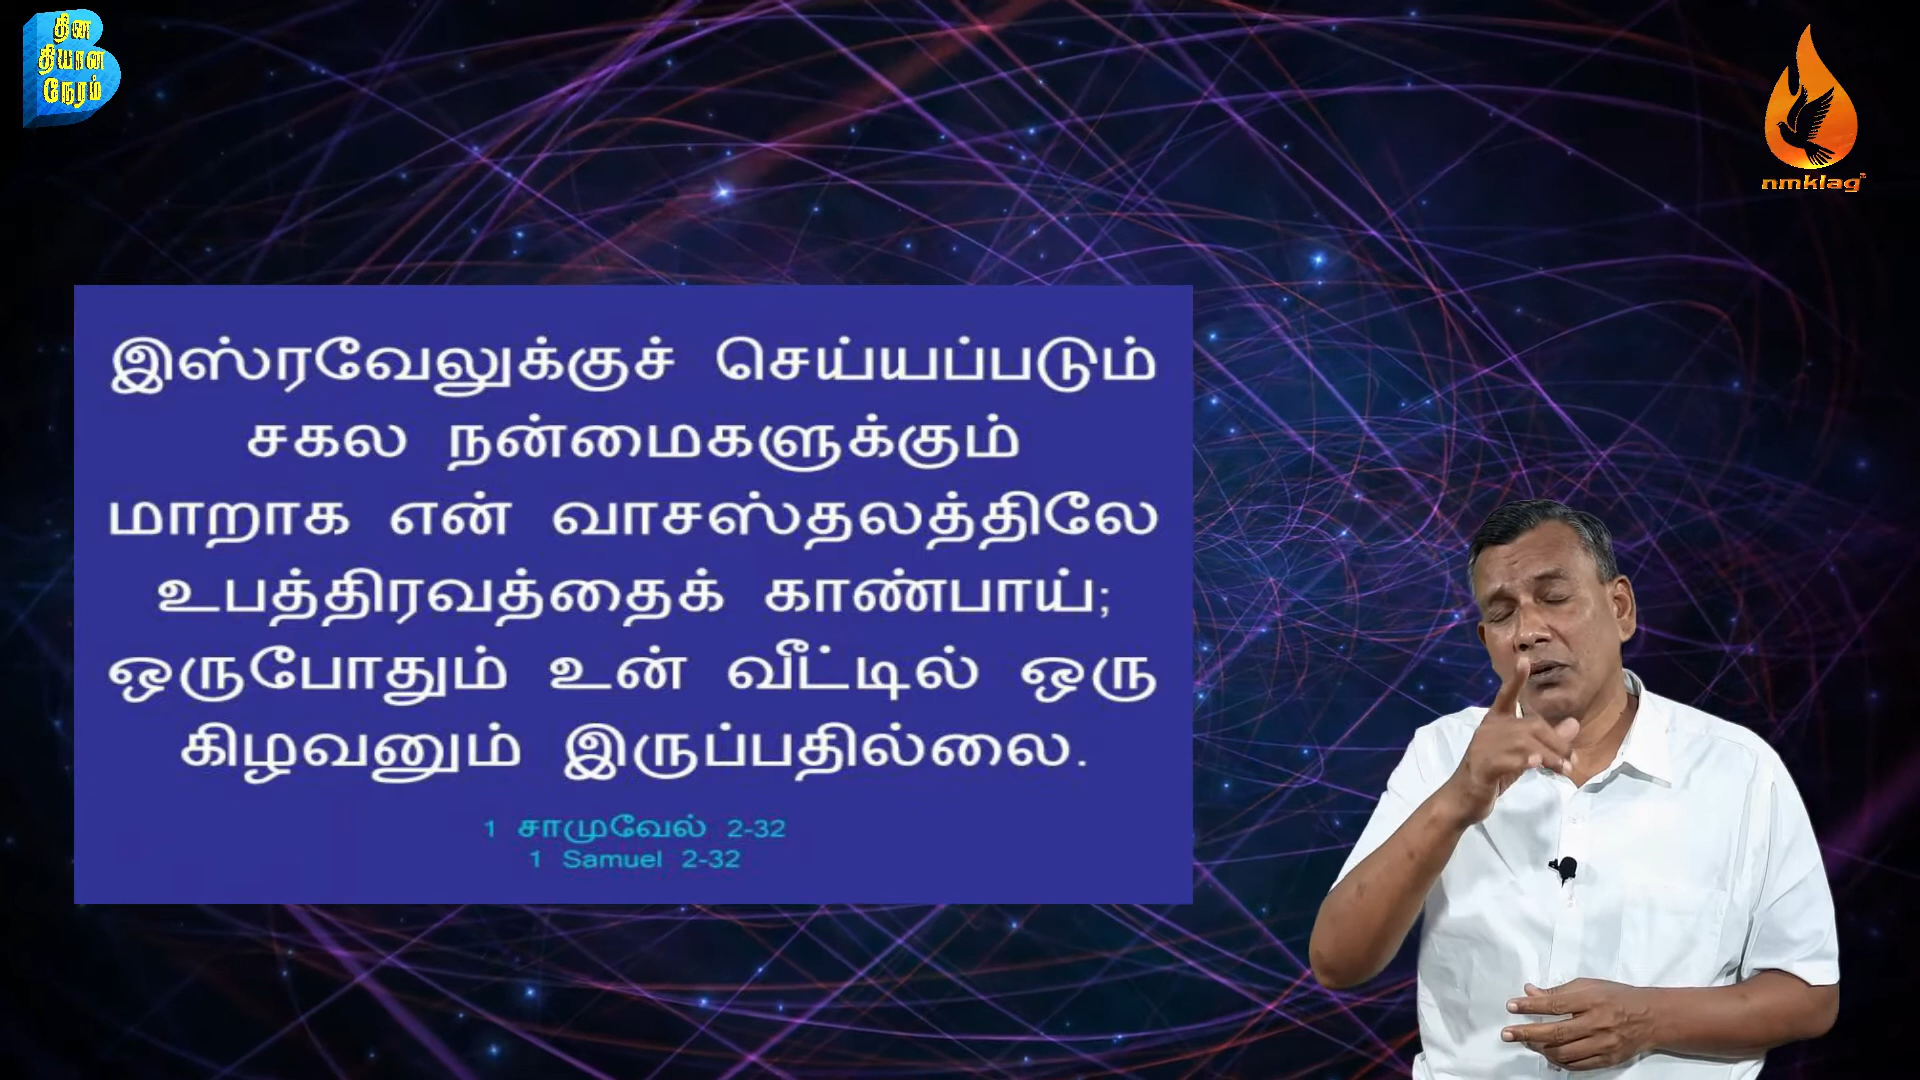 தின
தியான
நேரம்
nmklag
இஸ்ரவேலுக்குச் செய்யப்படும்
சகல நன்மைகளுக்கும்
மாறாக என் வாசஸ்தலத்திலே
உபத்திரவத்தைக் காண்பாய்;
ஒருபோதும் உன் வீட்டில் ஒரு
கிழவனும் இருப்பதில்லை.
1 சாமுவேல் 2-32
1 Samuel 2-32